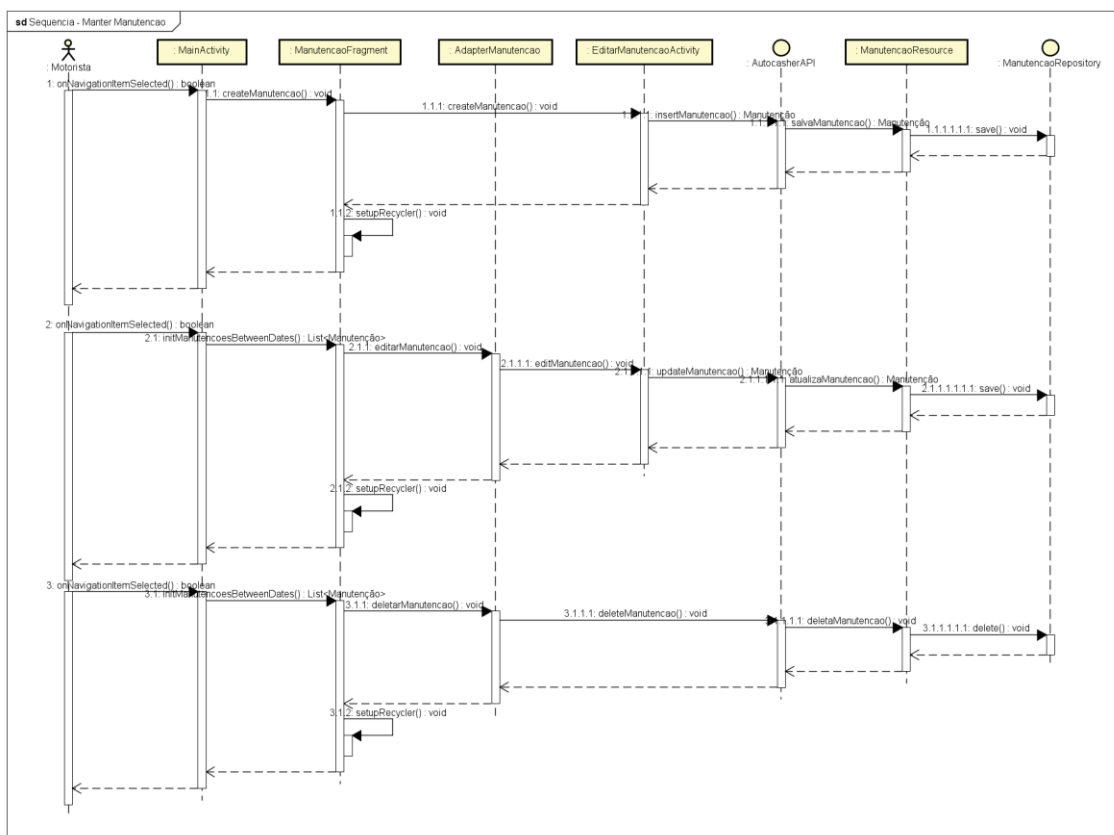 sd Sequencia - Manter Manutencao
: Motorista
: MainActivity
: ManutencaoFragment
: AdapterManutencao
: EditarManutencaoActivity
: AutocasherAPI
: ManutencaoResource
: ManutencaoRepository
1: onNavigationItemSelected() : boolean
1.1: createManutencao() : void
1.1.1: createManutencao() : void
insertManutencao() : Manutenção
salvaManutencao() : Manutenção
1.1.1.1.1.1: save() : void
1.1.2: setupRecycler() : void
2: onNavigationItemSelected() : boolean
2.1: initManutencoesBetweenDates() : List<Manutenção>
2.1.1: editarManutencao() : void
2.1.1.1: editManutencao() : void
updateManutencao() : Manutenção
atualizaManutencao() : Manutenção
2.1.1.1.1.1.1: save() : void
2.1.2: setupRecycler() : void
3: onNavigationItemSelected() : boolean
3.1: initManutencoesBetweenDates() : List<Manutenção>
3.1.1: deletarManutencao() : void
3.1.1.1: deleteManutencao() : void
deletaManutencao() : void
3.1.1.1.1.1: delete() : void
3.1.2: setupRecycler() : void